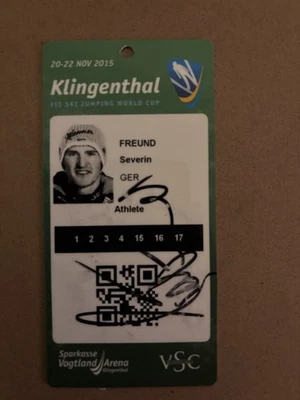 20-22 NOV 2015
Klingenthal
FIS SKI JUMPING WORLD CUP
FREUND
Severin
GER
Athlete
1 2 3 4 15 16 17
Sparkasse
Vogtland Arena
Klingenthal
VSC